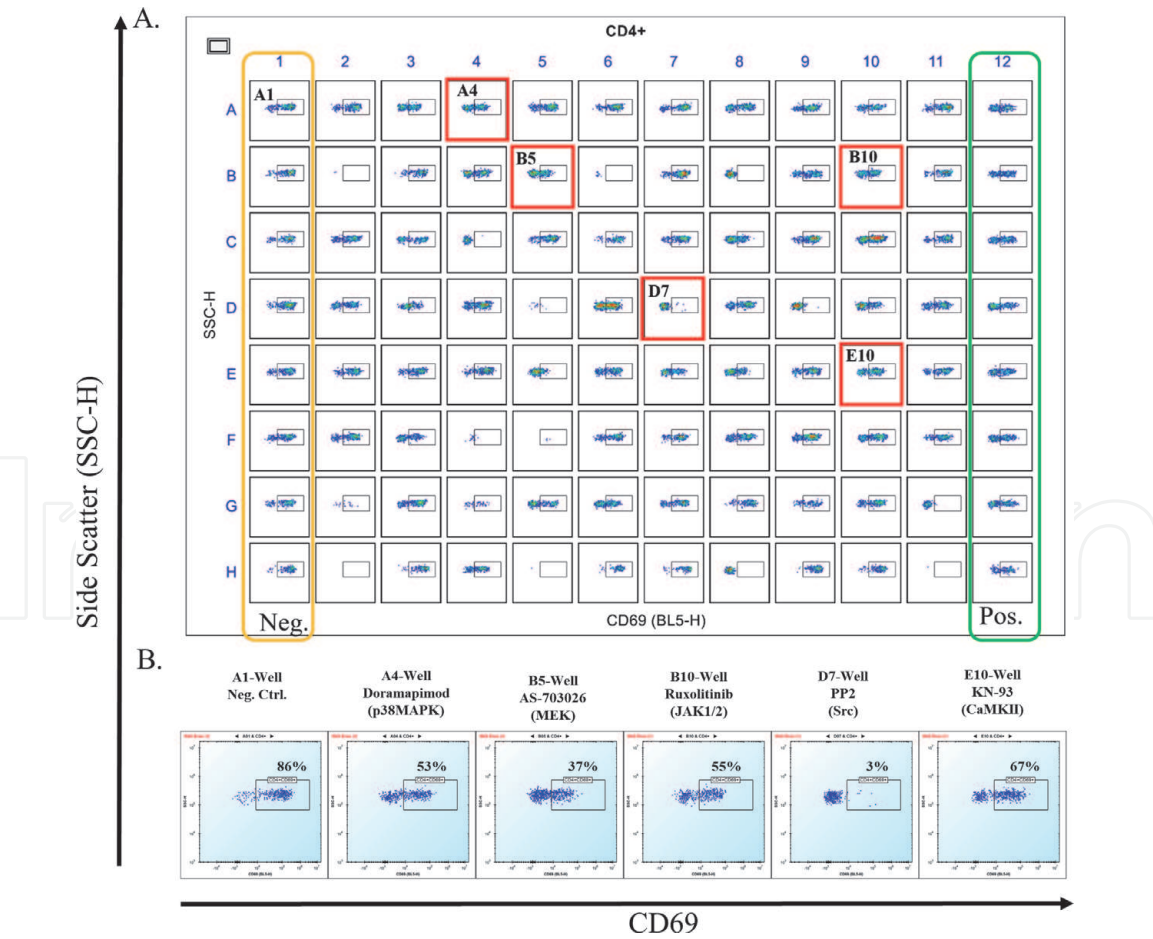 A.
CD4+
1 2 3 4 5 6 7 8 9 10 11 12
A
A1
A4
B
B5
B10
C
D
D7
E
E10
F
G
H
SSC-H
Side Scatter (SSC-H)
Neg.
CD69 (BL5-H)
Pos.
B.
A1-Well
Neg. Ctrl.
A4-Well
Doramapimod
(p38MAPK)
B5-Well
AS-703026
(MEK)
B10-Well
Ruxolitinib
(JAK1/2)
D7-Well
PP2
(Src)
E10-Well
KN-93
(CaMKII)
86%
53%
37%
55%
3%
67%
CD69